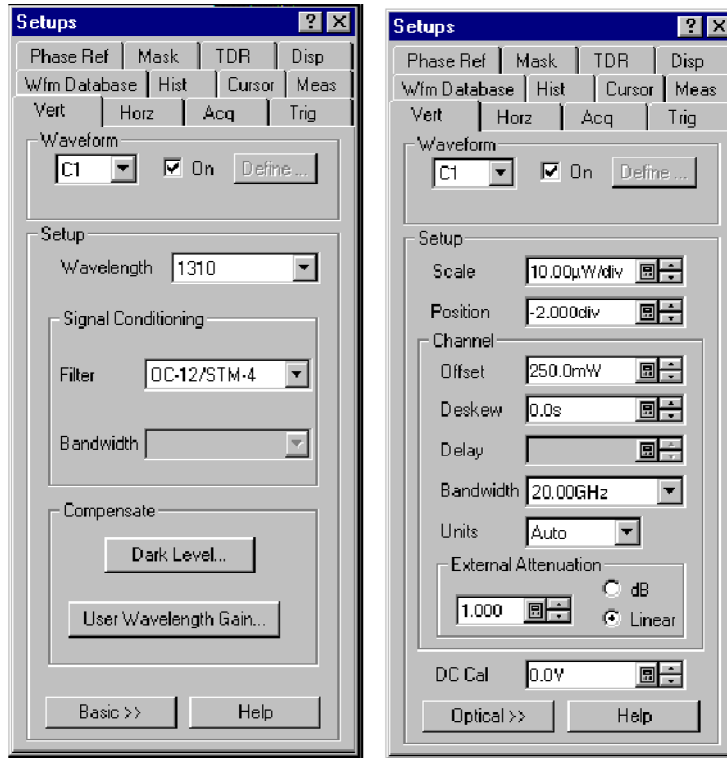 Setups
Phase Ref Mask TDR Disp
Wfm Database Hist Cursor Meas
Vert Horz Acq Trig
Waveform
C1 On Define...
Setup
Wavelength 1310
Signal Conditioning
Filter OC-12/STM-4
Bandwidth
Compensate
Dark Level...
User Wavelength Gain...
Basic >> Help
Setups
Phase Ref Mask TDR Disp
Wfm Database Hist Cursor Meas
Vert Horz Acq Trig
Waveform
C1 On Define...
Setup
Scale 10.00µW/div
Position -2.000div
Channel
Offset 250.0mW
Deskew 0.0s
Delay
Bandwidth 20.00GHz
Units Auto
External Attenuation
dB
1.000
Linear
DC Cal 0.0V
Optical >> Help